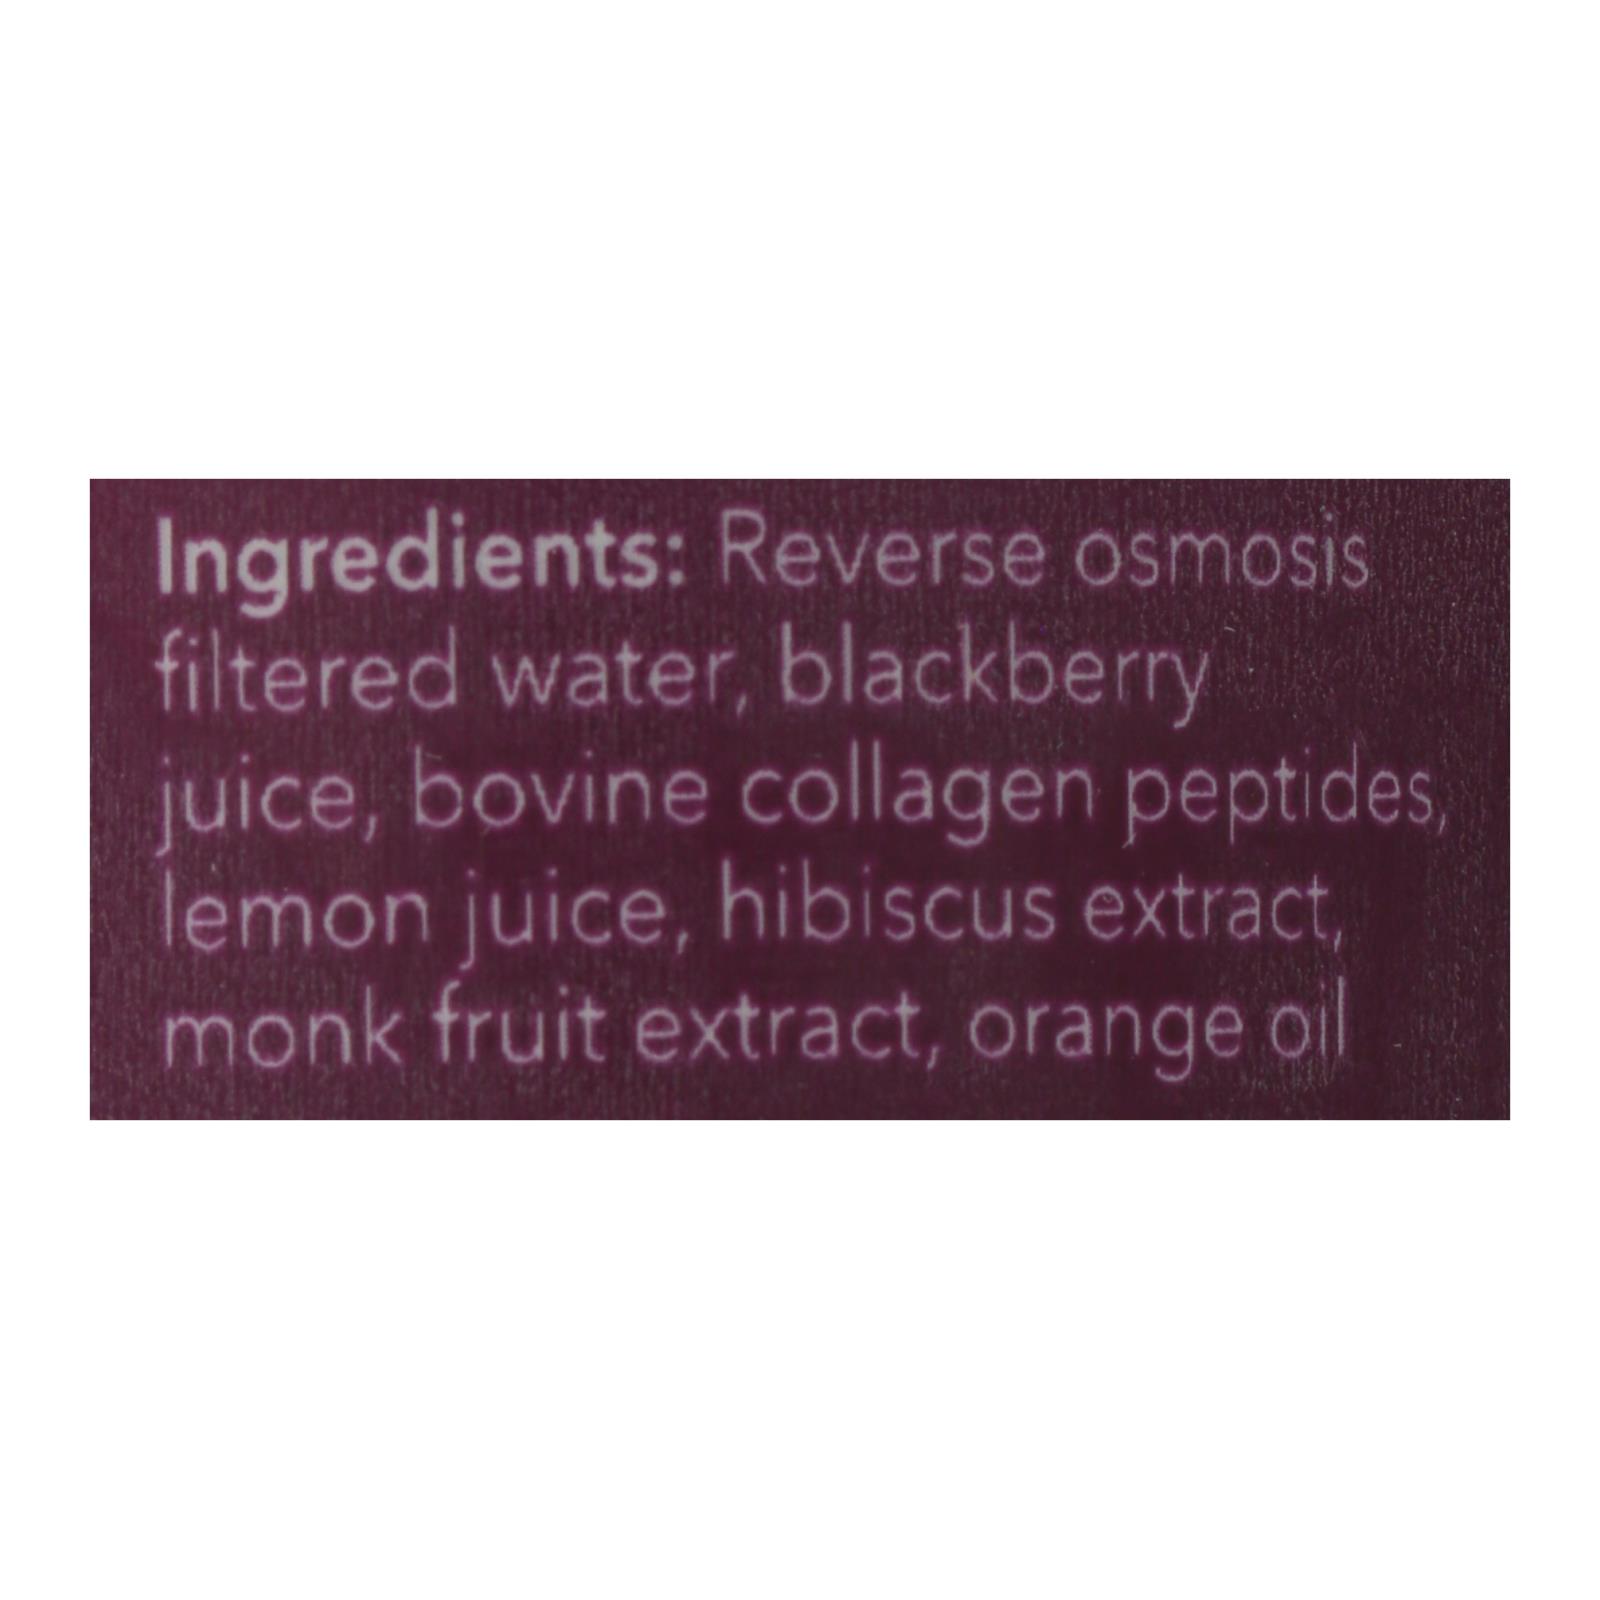 Ingredients: Reverse osmosis
filtered water, blackberry
juice, bovine collagen peptides,
lemon juice, hibiscus extract,
monk fruit extract, orange oil